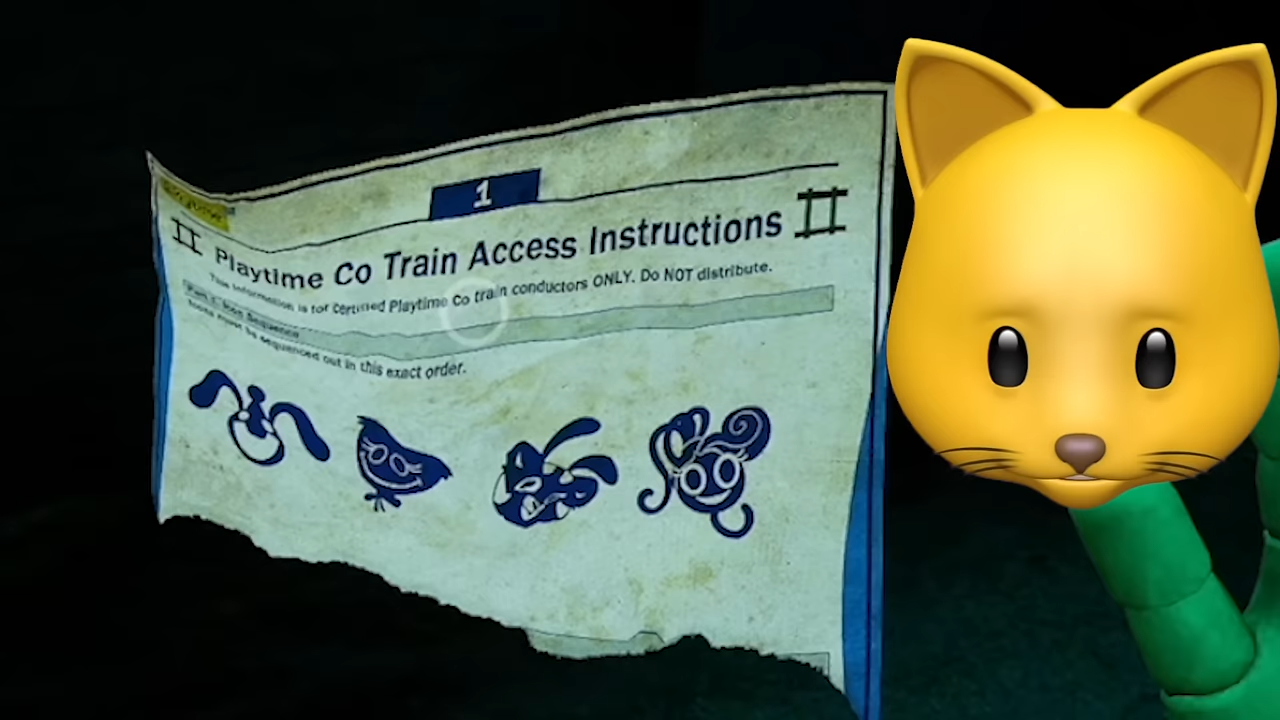 1
Playtime Co Train Access Instructions
This information is for Certified Playtime Co train conductors ONLY. Do NOT distribute.
Part 1: Icon Sequence
Icons must be sequenced out in this exact order.